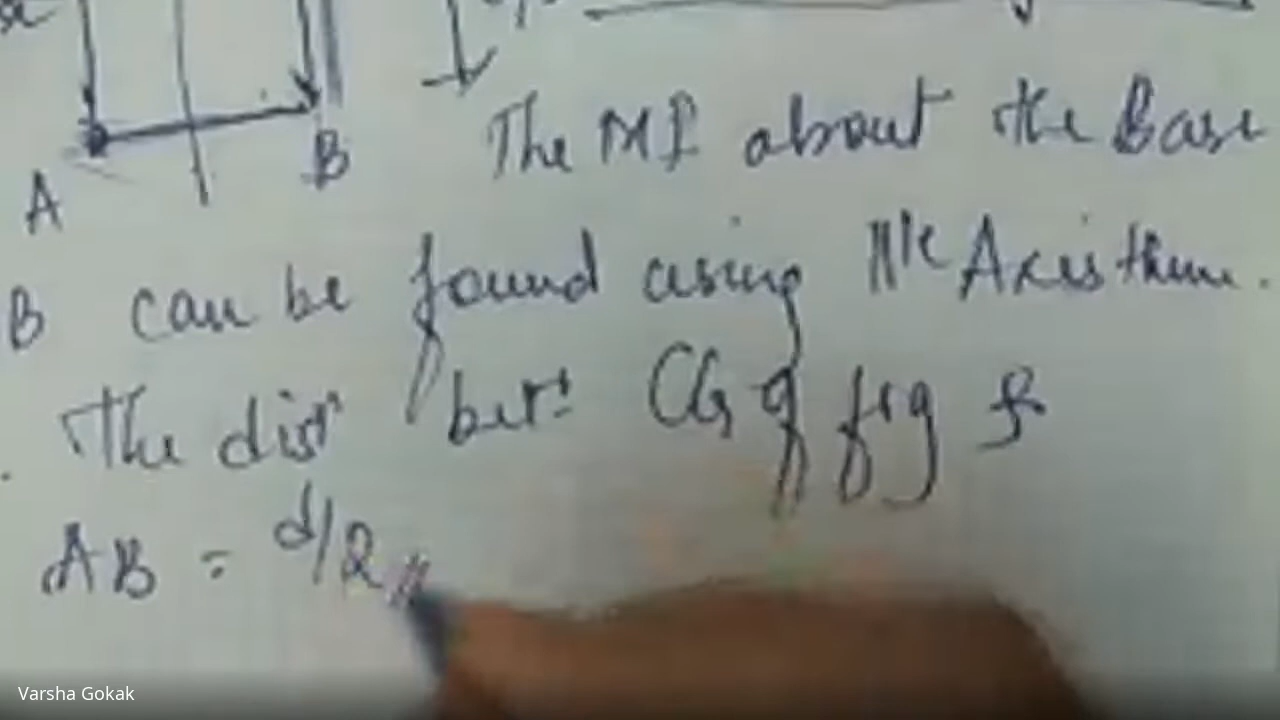 A
B
The MI about the Base
B can be found using ||le Axis thm.
The dist betn CG of fig &
AB = d/2 //
Varsha Gokak